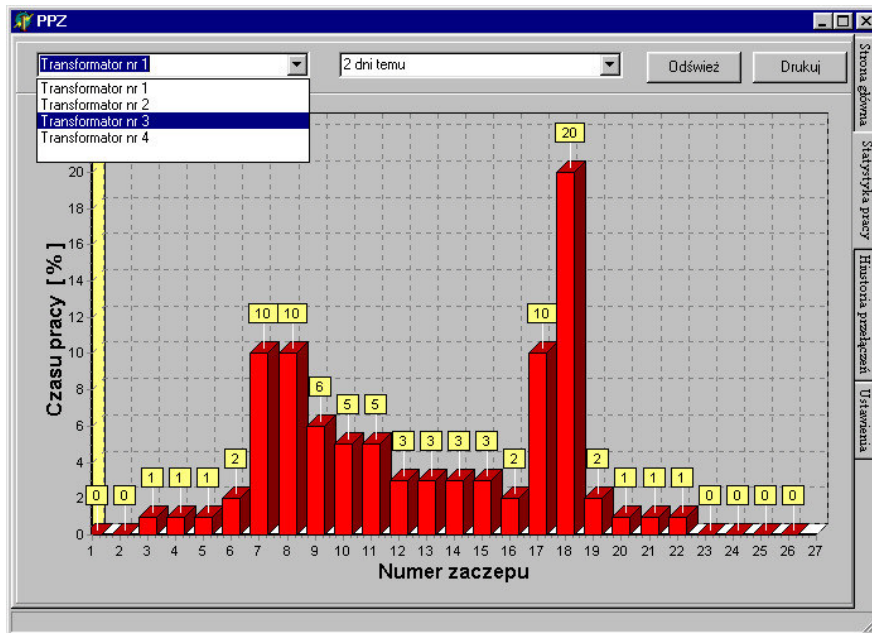 PPZ
Transformator nr 1
2 dni temu
Odśwież
Drukuj
Transformator nr 1
Transformator nr 2
Transformator nr 3
Transformator nr 4
Strona główna
Statystyka pracy
Hiustoria przełączeń
Ustawienia
Czasu pracy [ % ]
20
18
16
14
12
10
8
6
4
2
0
0 0 1 1 1 2 10 10 6 5 5 3 3 3 3 2 10 20 2 1 1 1 0 0 0 0
1 2 3 4 5 6 7 8 9 10 11 12 13 14 15 16 17 18 19 20 21 22 23 24 25 26 27
Numer zaczepu